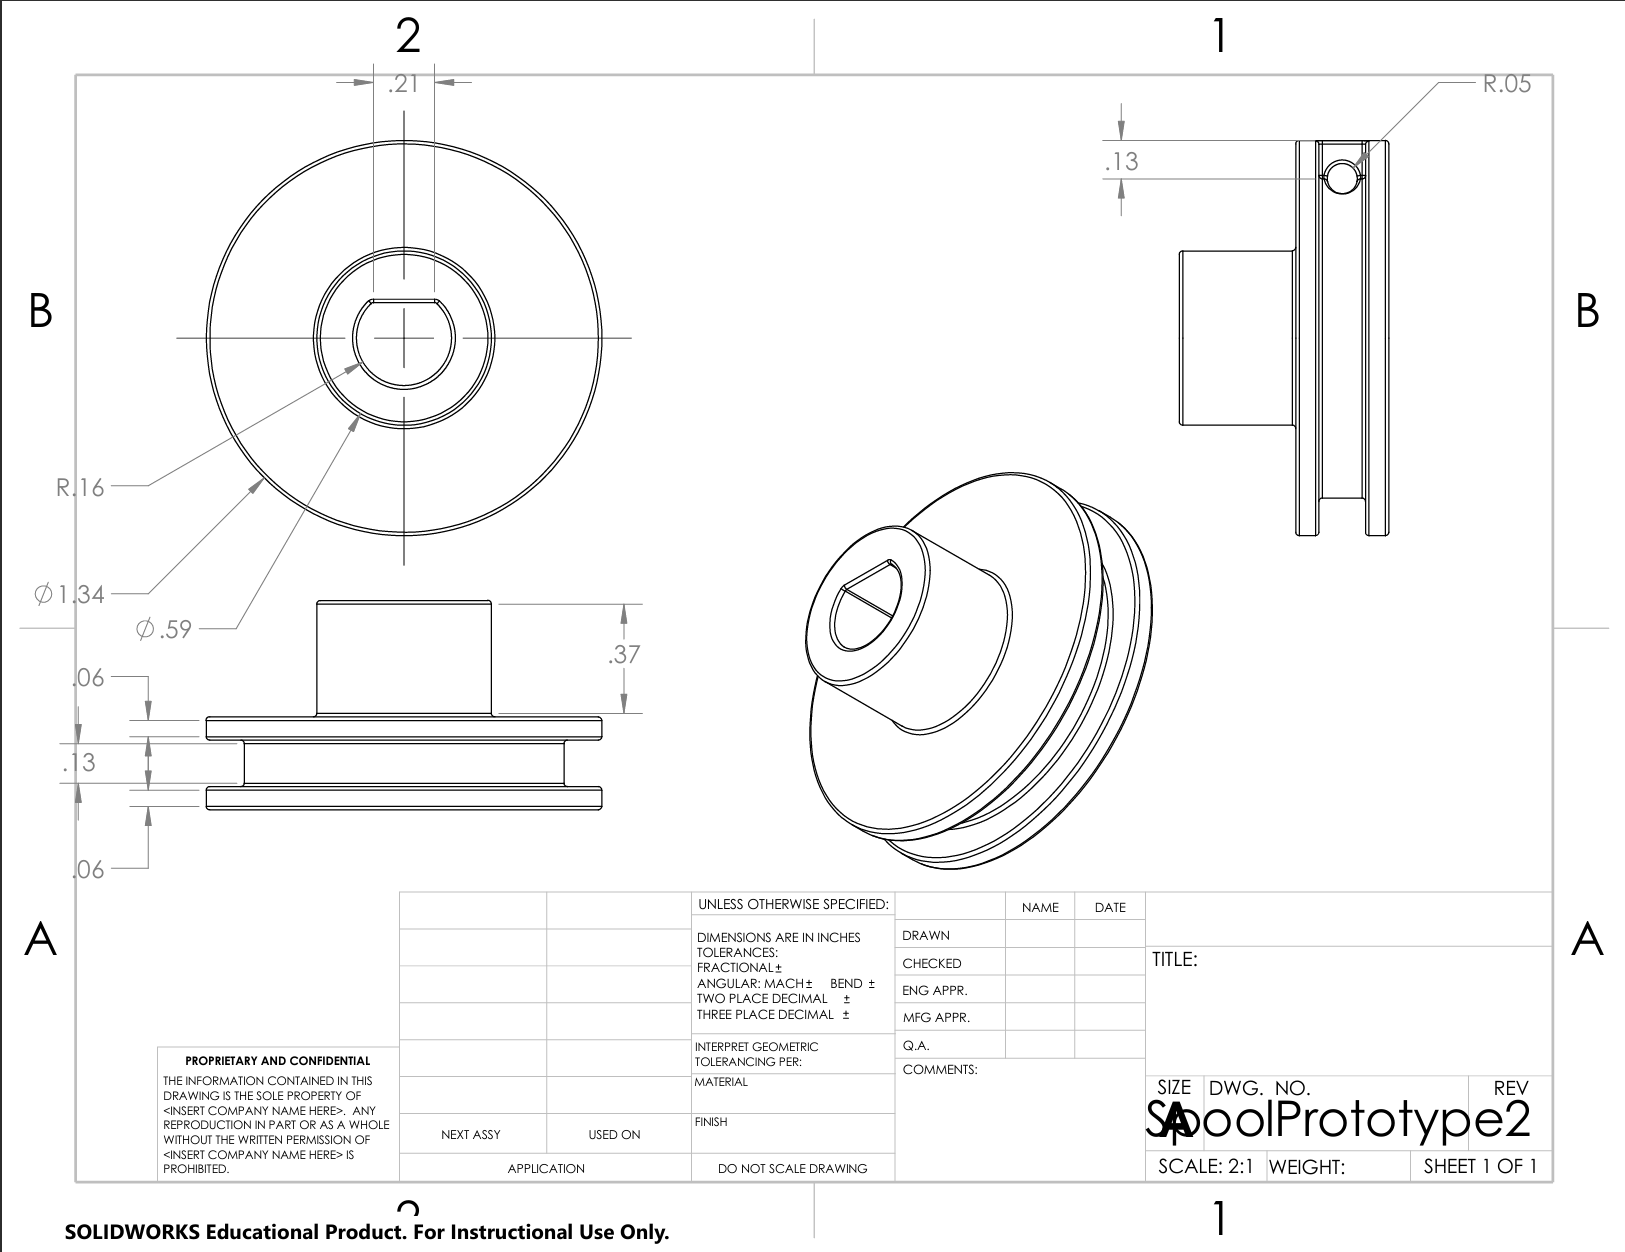 2 1
.21
R.05
.13
B B
R.16
∅1.34
∅.59
.06
.37
.13
.06
A A
UNLESS OTHERWISE SPECIFIED:
DIMENSIONS ARE IN INCHES
TOLERANCES:
FRACTIONAL±
ANGULAR: MACH± BEND ±
TWO PLACE DECIMAL ±
THREE PLACE DECIMAL ±
INTERPRET GEOMETRIC
TOLERANCING PER:
MATERIAL
FINISH
DO NOT SCALE DRAWING
NAME DATE
DRAWN
CHECKED
ENG APPR.
MFG APPR.
Q.A.
COMMENTS:
TITLE:
SIZE DWG. NO. REV
A SpoolPrototype2
SCALE: 2:1 WEIGHT: SHEET 1 OF 1
PROPRIETARY AND CONFIDENTIAL
THE INFORMATION CONTAINED IN THIS
DRAWING IS THE SOLE PROPERTY OF
<INSERT COMPANY NAME HERE>. ANY
REPRODUCTION IN PART OR AS A WHOLE
WITHOUT THE WRITTEN PERMISSION OF
<INSERT COMPANY NAME HERE> IS
PROHIBITED.
NEXT ASSY USED ON
APPLICATION
2 1
SOLIDWORKS Educational Product. For Instructional Use Only.